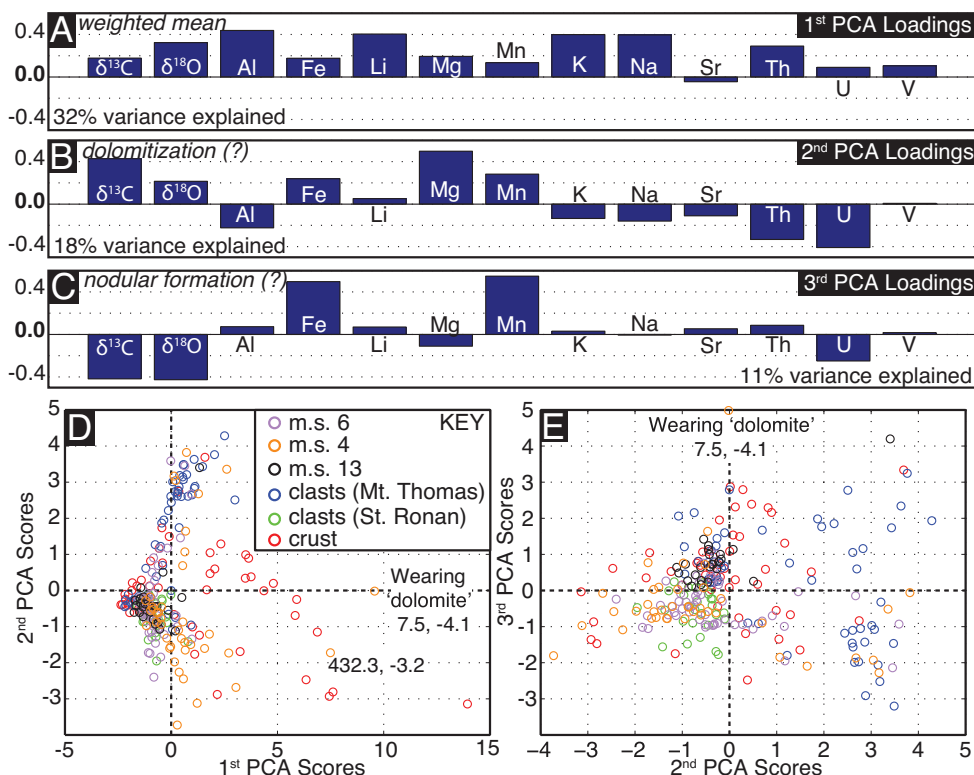 A weighted mean 1st PCA Loadings
0.4
0.0
-0.4
δ13C δ18O Al Fe Li Mg Mn K Na Sr Th U V
32% variance explained
B dolomitization (?) 2nd PCA Loadings
0.4
0.0
-0.4
δ13C δ18O Al Fe Li Mg Mn K Na Sr Th U V
18% variance explained
C nodular formation (?) 3rd PCA Loadings
0.4
0.0
-0.4
δ13C δ18O Al Fe Li Mg Mn K Na Sr Th U V
11% variance explained
D
KEY
m.s. 6
m.s. 4
m.s. 13
clasts (Mt. Thomas)
clasts (St. Ronan)
crust
Wearing
'dolomite'
7.5, -4.1
432.3, -3.2
2nd PCA Scores
5
4
3
2
1
0
-1
-2
-3
-4
-5 0 5 10 15
1st PCA Scores
E
Wearing 'dolomite'
7.5, -4.1
3rd PCA Scores
5
4
3
2
1
0
-1
-2
-3
-4
-4 -3 -2 -1 0 1 2 3 4 5
2nd PCA Scores